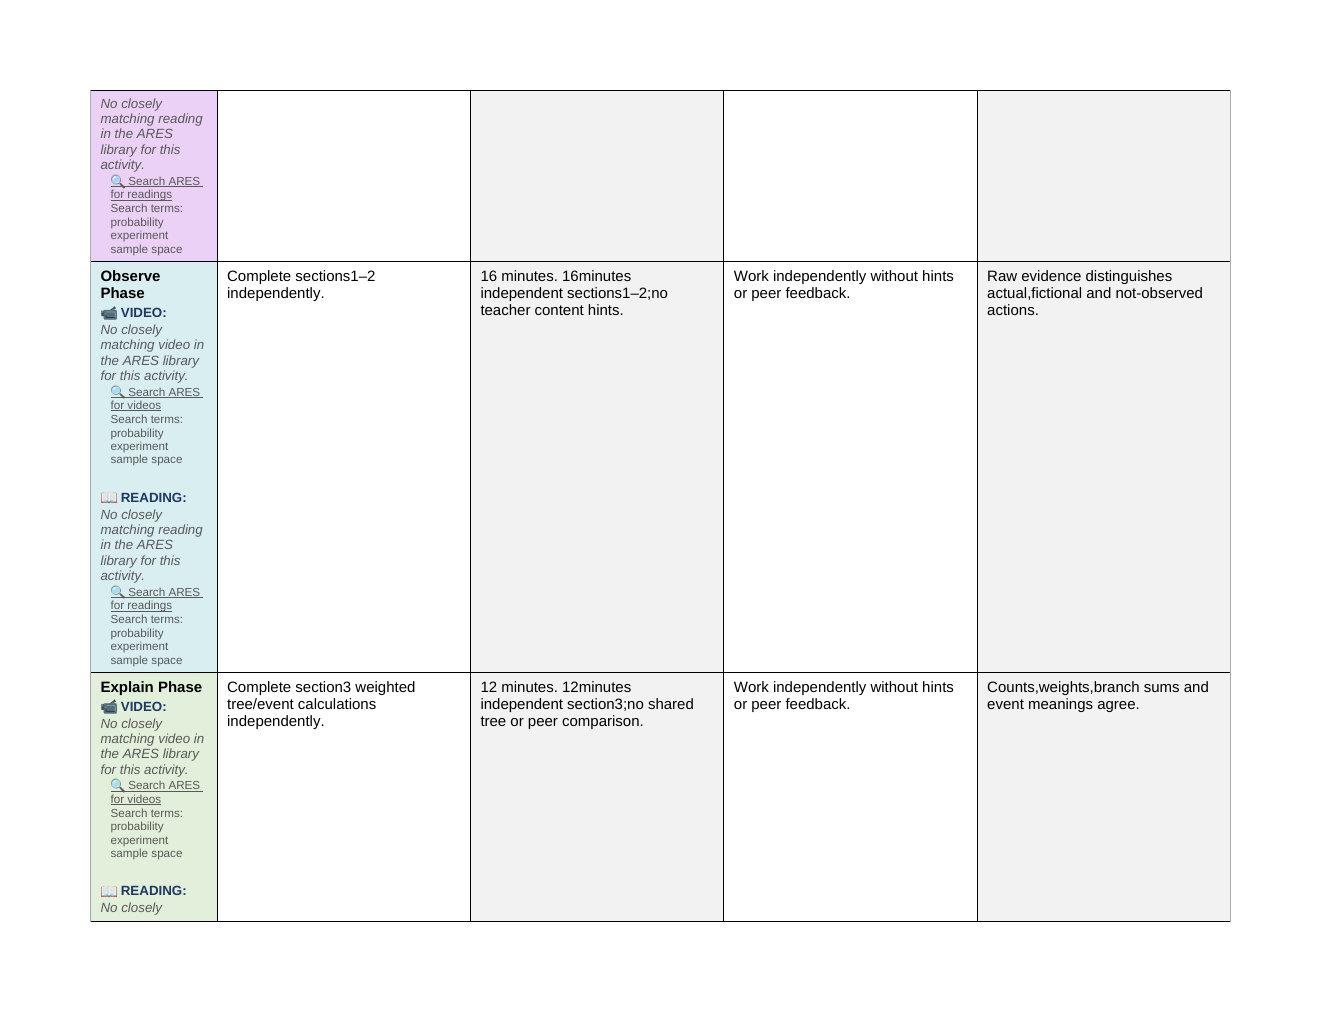 No closely
matching reading
in the ARES
library for this
activity.
🔍 Search ARES
for readings
Search terms:
probability
experiment
sample space
Observe
Phase
📹 VIDEO:
No closely
matching video in
the ARES library
for this activity.
🔍 Search ARES
for videos
Search terms:
probability
experiment
sample space
📖 READING:
No closely
matching reading
in the ARES
library for this
activity.
🔍 Search ARES
for readings
Search terms:
probability
experiment
sample space
Complete sections1–2
independently.
16 minutes. 16minutes
independent sections1–2;no
teacher content hints.
Work independently without hints
or peer feedback.
Raw evidence distinguishes
actual,fictional and not-observed
actions.
Explain Phase
📹 VIDEO:
No closely
matching video in
the ARES library
for this activity.
🔍 Search ARES
for videos
Search terms:
probability
experiment
sample space
📖 READING:
No closely
Complete section3 weighted
tree/event calculations
independently.
12 minutes. 12minutes
independent section3;no shared
tree or peer comparison.
Work independently without hints
or peer feedback.
Counts,weights,branch sums and
event meanings agree.